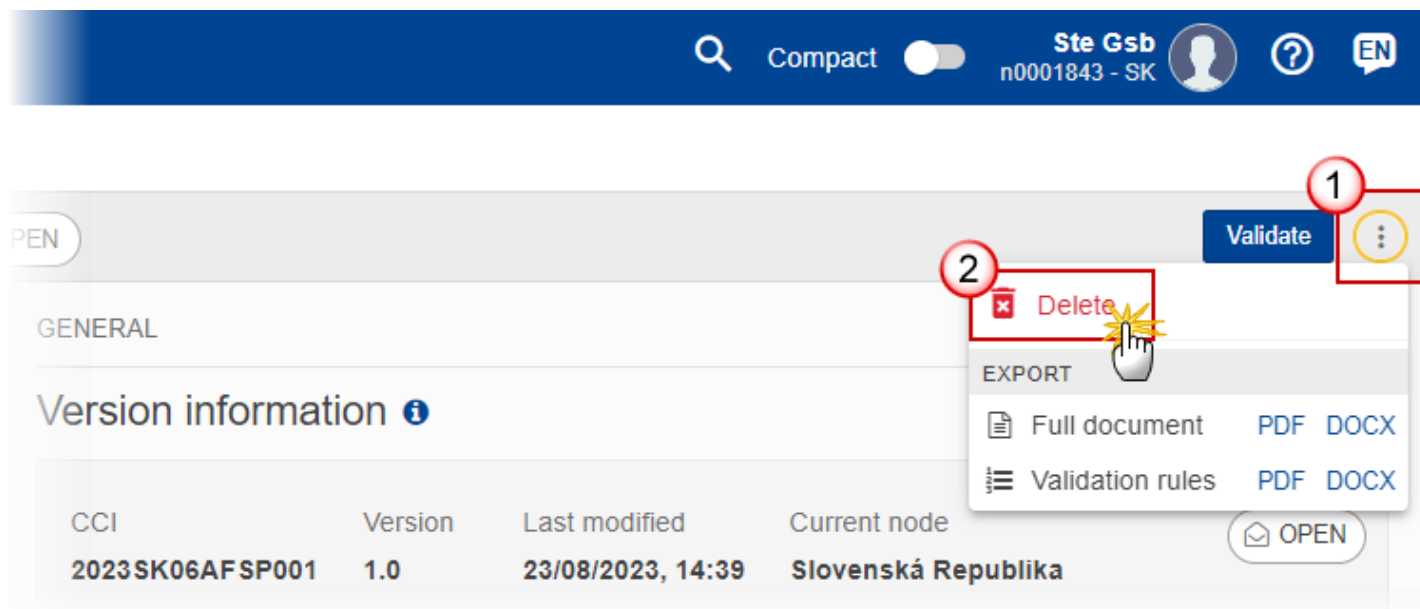 Compact
Ste Gsb
n0001843 - SK
EN
1
PEN
Validate
2
Delete
GENERAL
EXPORT
Version information
Full document PDF DOCX
Validation rules PDF DOCX
CCI Version Last modified Current node
OPEN
2023SK06AFSP001 1.0 23/08/2023, 14:39 Slovenská Republika